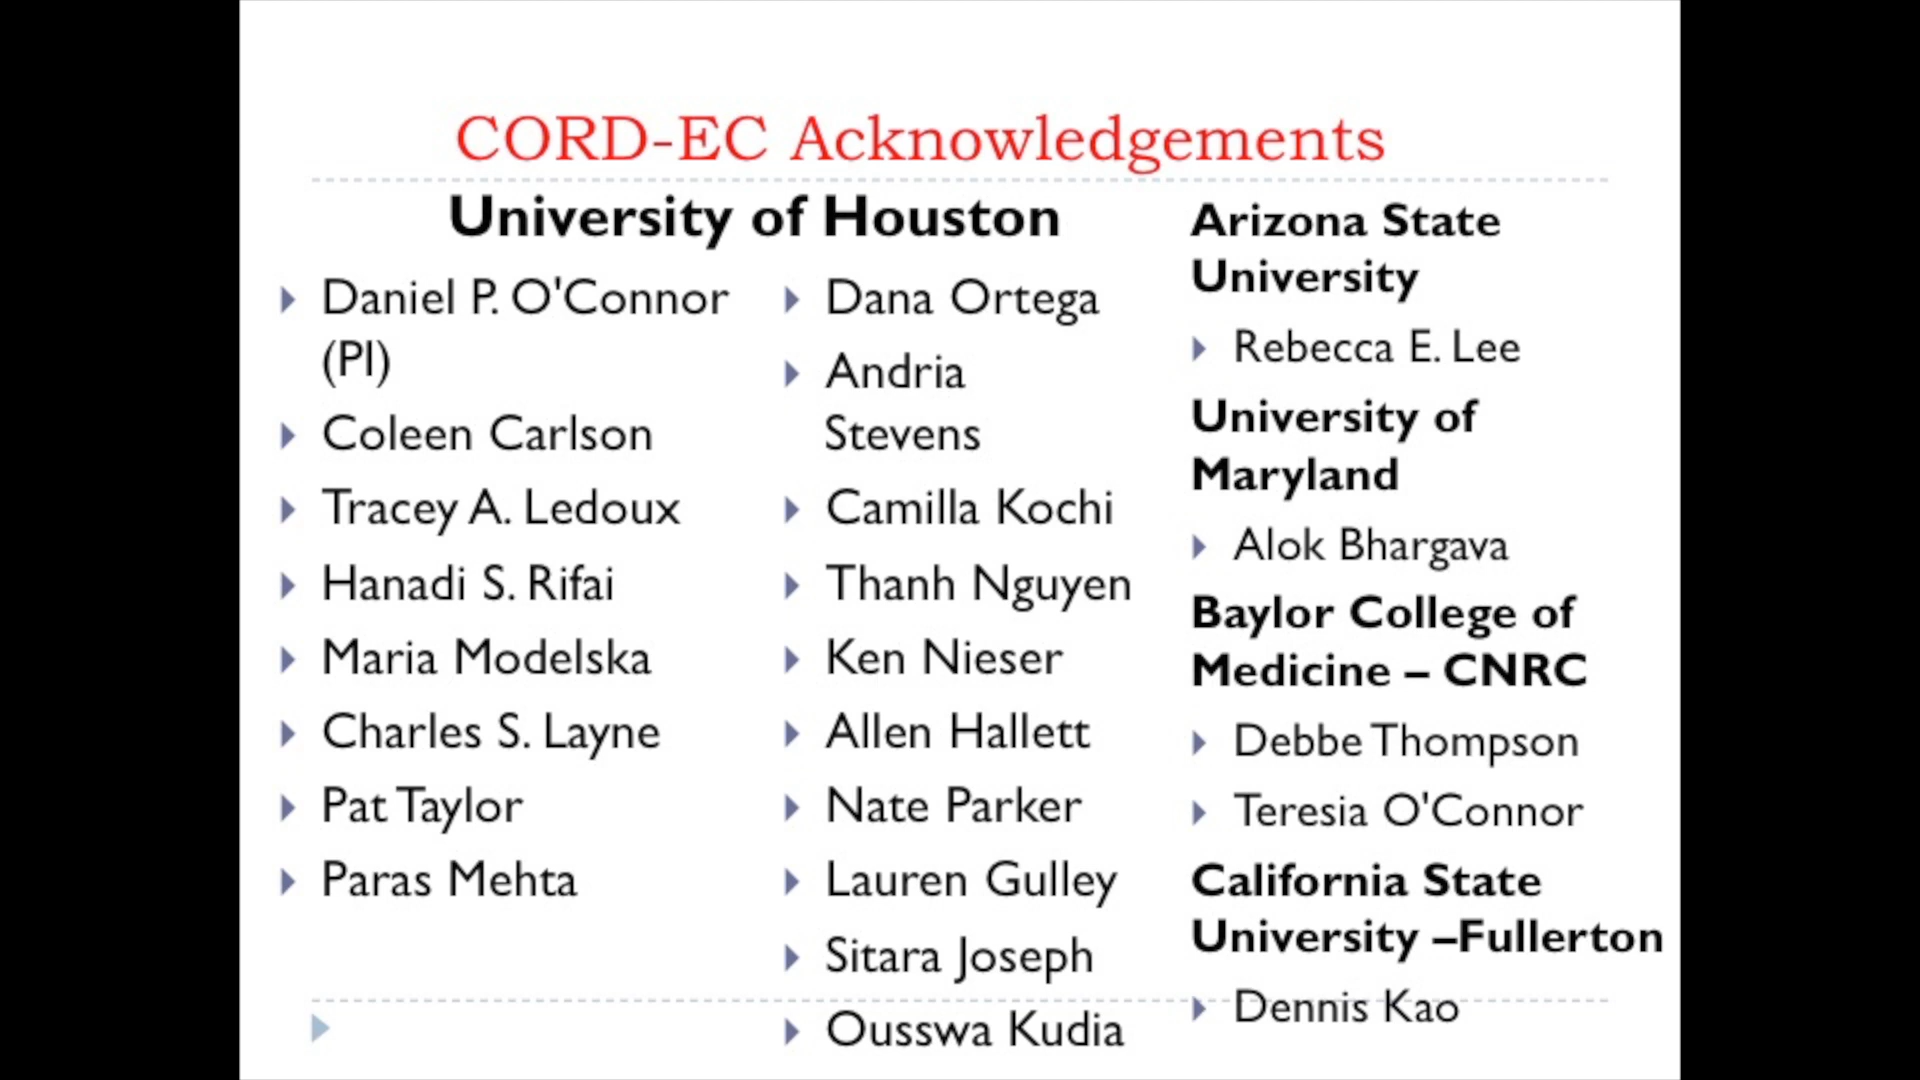 CORD-EC Acknowledgements
University of Houston
Daniel P. O'Connor
(PI)
Coleen Carlson
Tracey A. Ledoux
Hanadi S. Rifai
Maria Modelska
Charles S. Layne
Pat Taylor
Paras Mehta
Dana Ortega
Andria
Stevens
Camilla Kochi
Thanh Nguyen
Ken Nieser
Allen Hallett
Nate Parker
Lauren Gulley
Sitara Joseph
Ousswa Kudia
Arizona State
University
Rebecca E. Lee
University of
Maryland
Alok Bhargava
Baylor College of
Medicine – CNRC
Debbe Thompson
Teresia O'Connor
California State
University –Fullerton
Dennis Kao